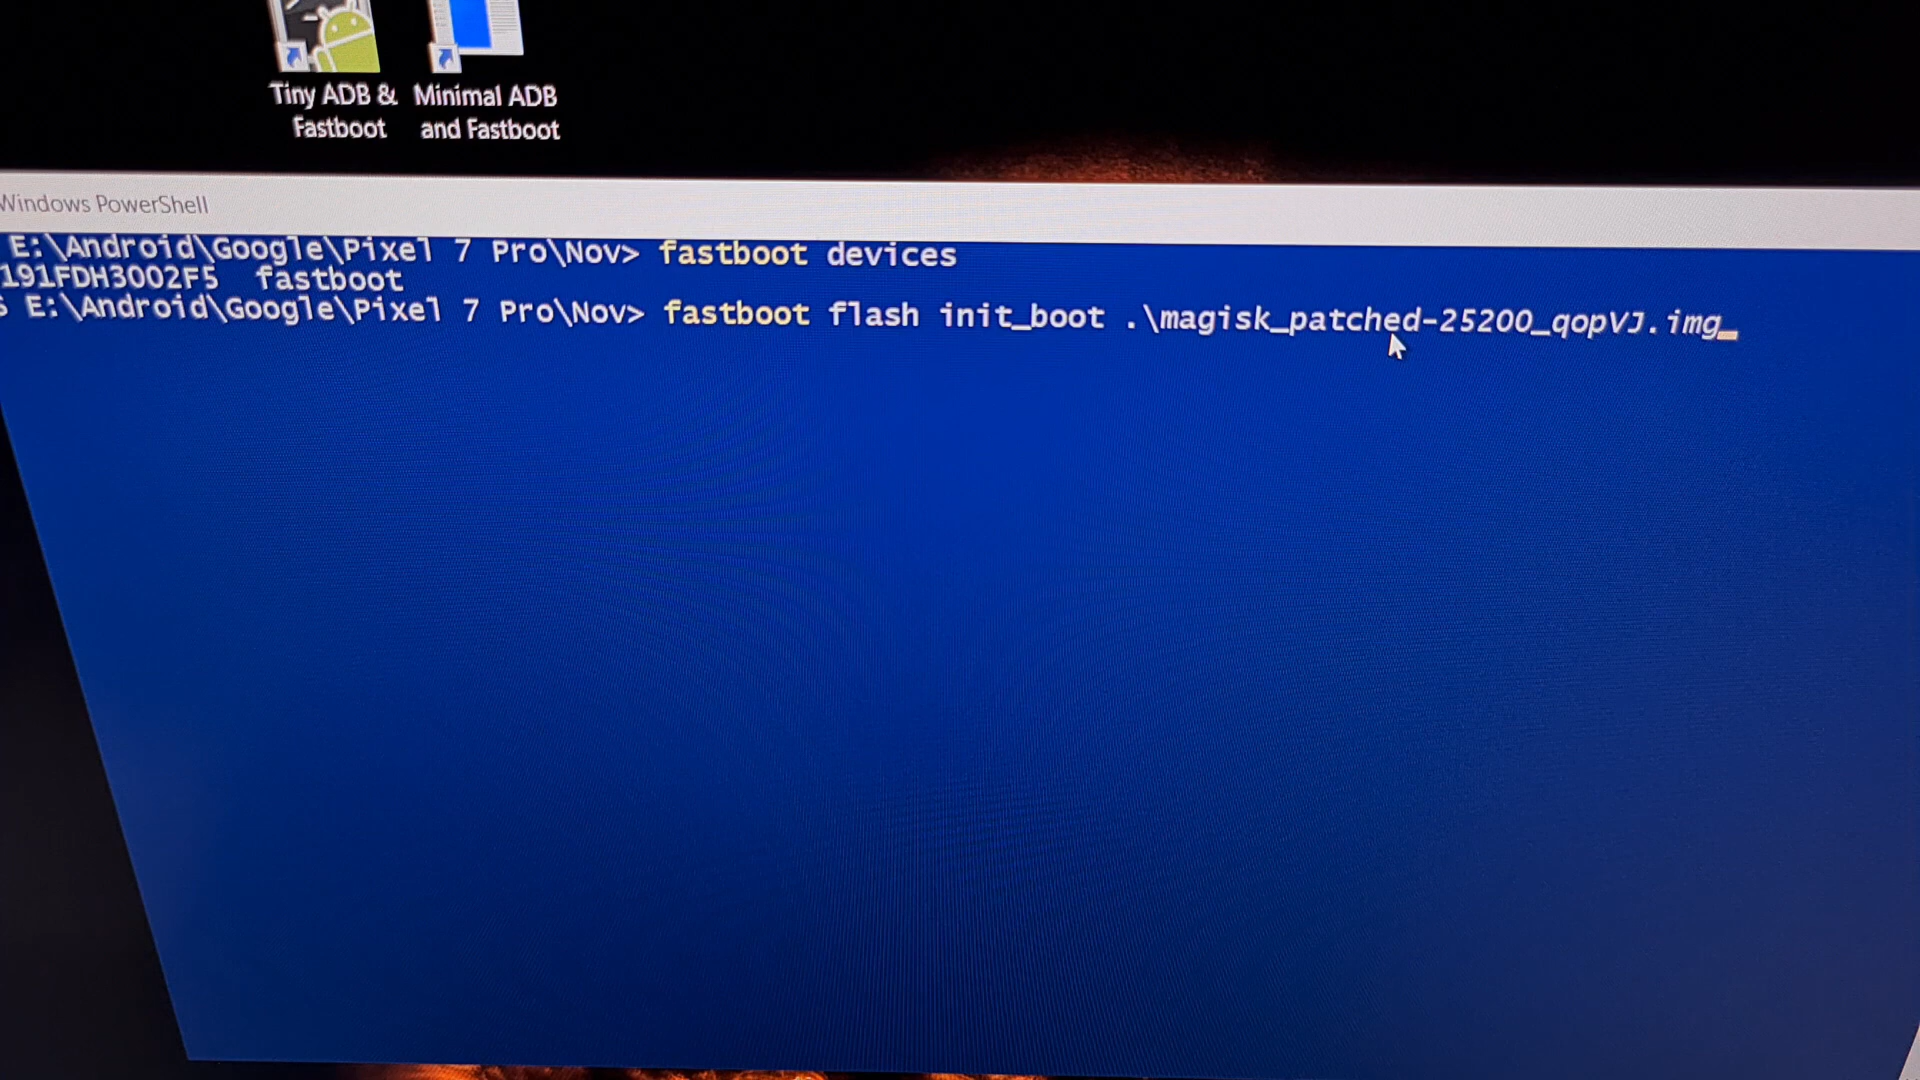 Tiny ADB &
Fastboot
Minimal ADB
and Fastboot
Windows PowerShell
E:\Android\Google\Pixel 7 Pro\Nov> fastboot devices
191FDH3002F5 fastboot
S E:\Android\Google\Pixel 7 Pro\Nov> fastboot flash init_boot .\magisk_patched-25200_qopVJ.img_